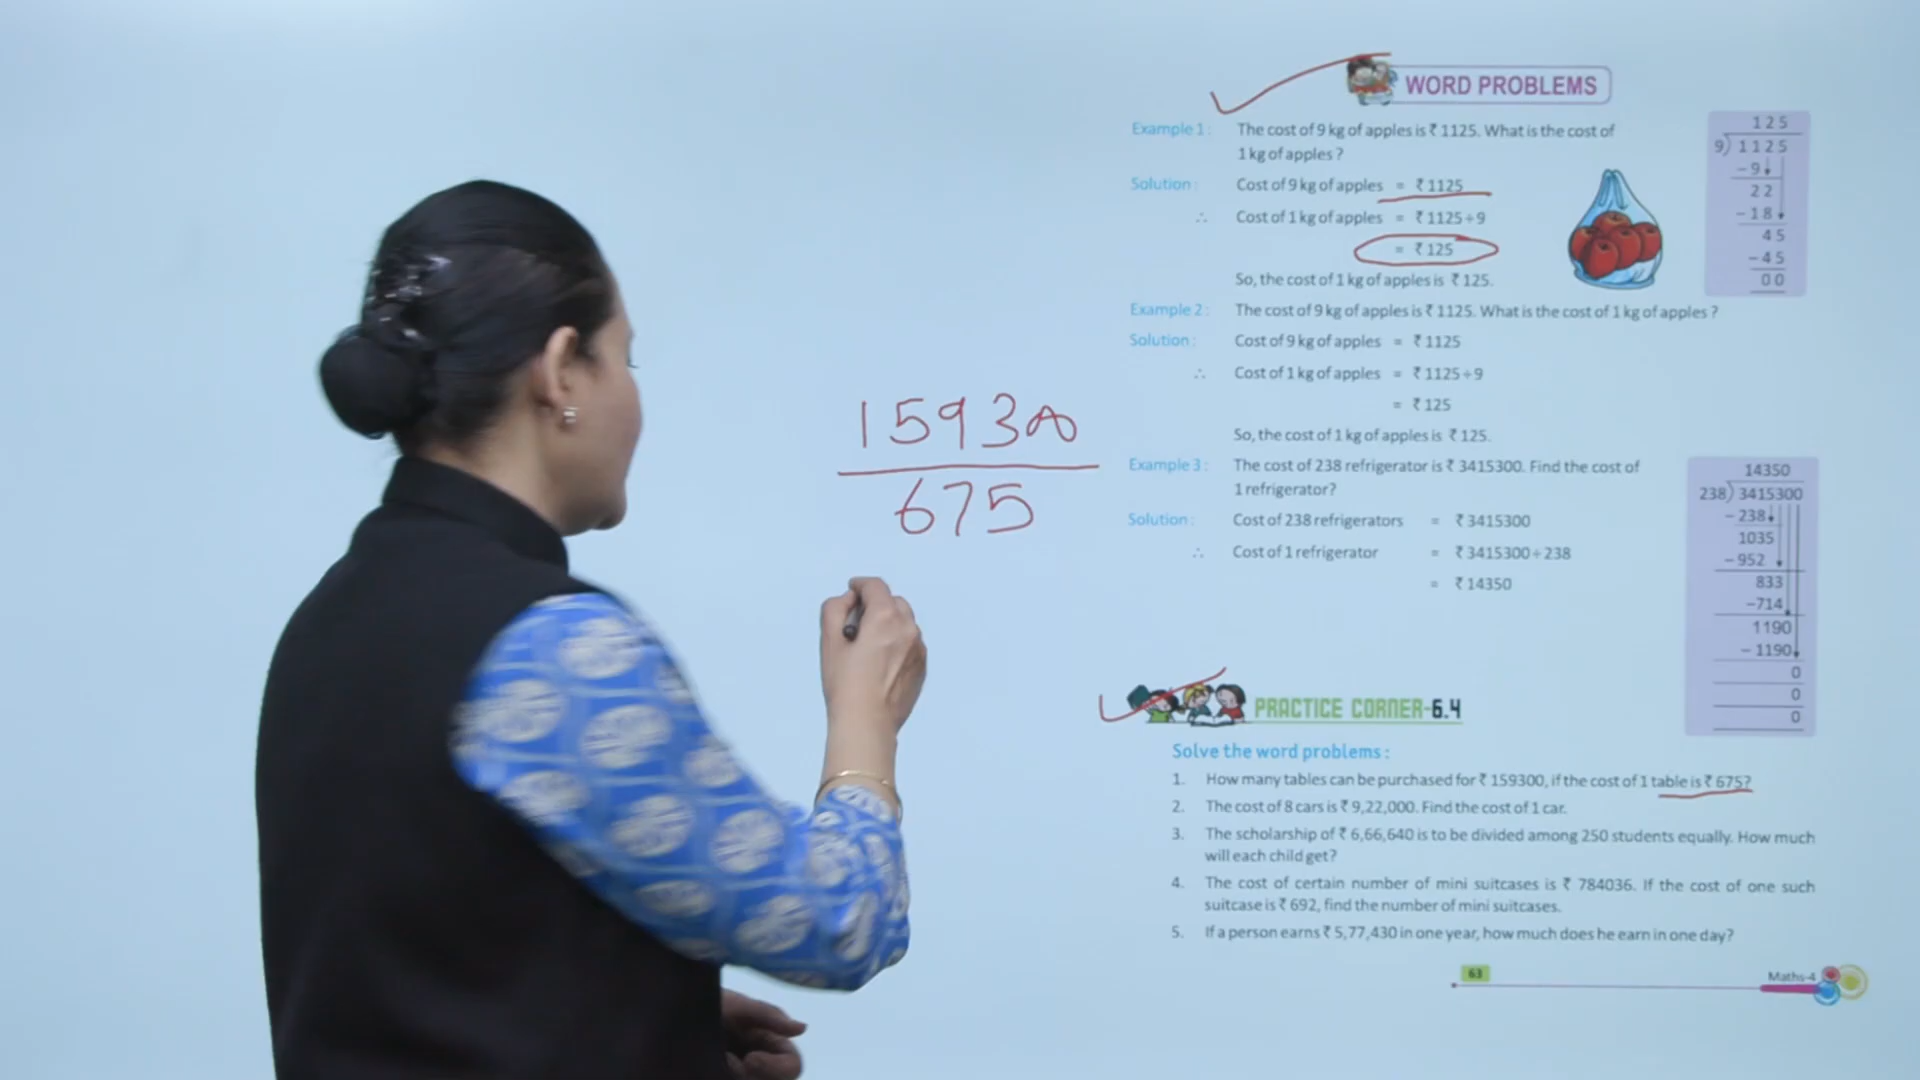 159300
675
WORD PROBLEMS
Example 1 : The cost of 9 kg of apples is ₹ 1125. What is the cost of
1 kg of apples ?
Solution : Cost of 9 kg of apples = ₹ 1125
∴ Cost of 1 kg of apples = ₹ 1125÷9
= ₹ 125
So, the cost of 1 kg of apples is ₹ 125.
125
9) 1125
-9
22
-18
45
-45
00
Example 2 : The cost of 9 kg of apples is ₹ 1125. What is the cost of 1 kg of apples ?
Solution : Cost of 9 kg of apples = ₹ 1125
∴ Cost of 1 kg of apples = ₹ 1125÷9
= ₹ 125
So, the cost of 1 kg of apples is ₹ 125.
Example 3 : The cost of 238 refrigerator is ₹ 3415300. Find the cost of
1 refrigerator?
Solution : Cost of 238 refrigerators = ₹ 3415300
∴ Cost of 1 refrigerator = ₹ 3415300÷238
= ₹ 14350
14350
238) 3415300
-238
1035
-952
833
-714
1190
-1190
0
0
0
PRACTICE CORNER-6.4
Solve the word problems :
1. How many tables can be purchased for ₹ 159300, if the cost of 1 table is ₹ 675?
2. The cost of 8 cars is ₹ 9,22,000. Find the cost of 1 car.
3. The scholarship of ₹ 6,66,640 is to be divided among 250 students equally. How much
will each child get?
4. The cost of certain number of mini suitcases is ₹ 784036. If the cost of one such
suitcase is ₹ 692, find the number of mini suitcases.
5. If a person earns ₹ 5,77,430 in one year, how much does he earn in one day?
63
Maths-4